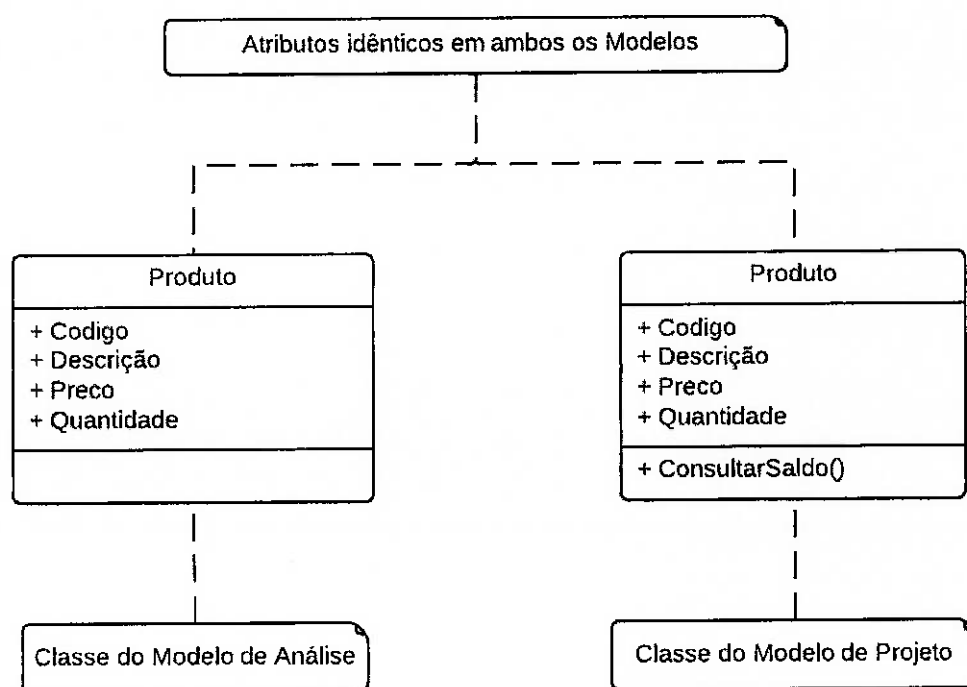 Atributos idênticos em ambos os Modelos
Produto
+ Codigo
+ Descrição
+ Preco
+ Quantidade
Produto
+ Codigo
+ Descrição
+ Preco
+ Quantidade
+ ConsultarSaldo()
Classe do Modelo de Análise
Classe do Modelo de Projeto